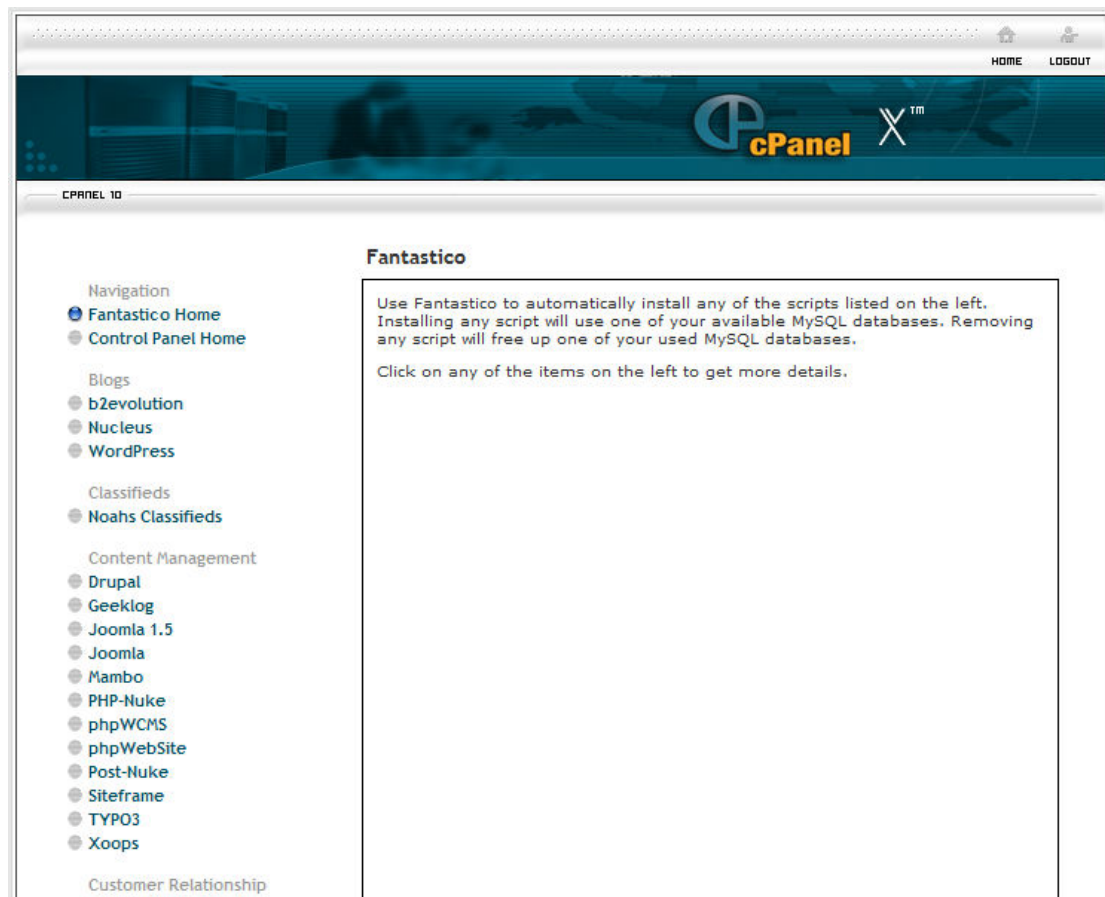 HOME LOGOUT
cPanel X™
CPANEL 10
Fantastico
Navigation
Fantastico Home
Control Panel Home
Blogs
b2evolution
Nucleus
WordPress
Classifieds
Noahs Classifieds
Content Management
Drupal
Geeklog
Joomla 1.5
Joomla
Mambo
PHP-Nuke
phpWCMS
phpWebSite
Post-Nuke
Siteframe
TYPO3
Xoops
Customer Relationship
Use Fantastico to automatically install any of the scripts listed on the left.
Installing any script will use one of your available MySQL databases. Removing
any script will free up one of your used MySQL databases.
Click on any of the items on the left to get more details.